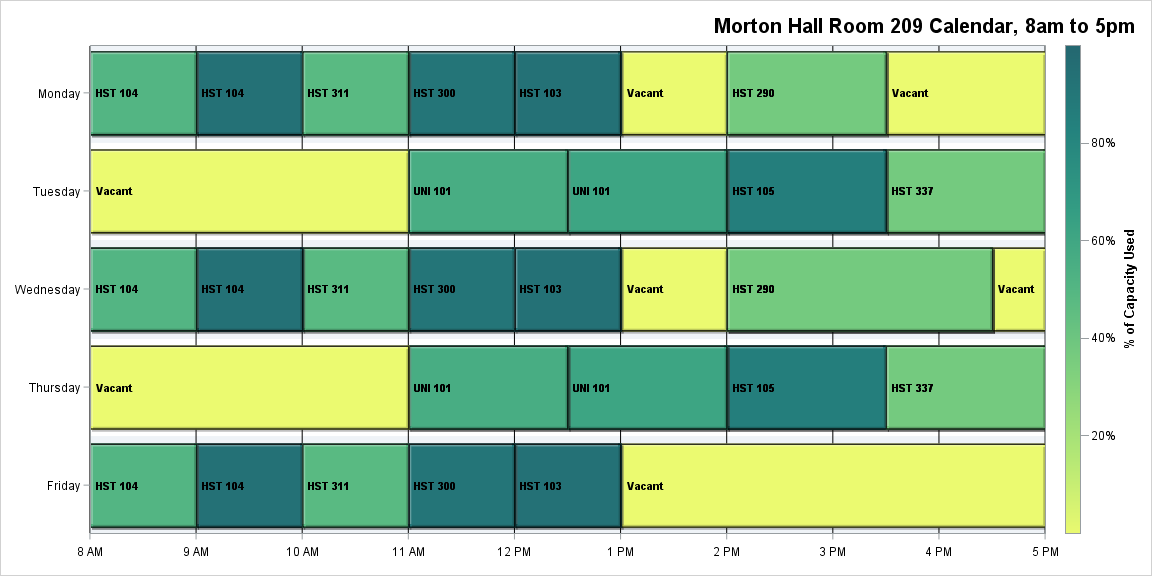 Morton Hall Room 209 Calendar, 8am to 5pm
Monday
HST 104
HST 104
HST 311
HST 300
HST 103
Vacant
HST 290
Vacant
Tuesday
Vacant
UNI 101
UNI 101
HST 105
HST 337
Wednesday
HST 104
HST 104
HST 311
HST 300
HST 103
Vacant
HST 290
Vacant
Thursday
Vacant
UNI 101
UNI 101
HST 105
HST 337
Friday
HST 104
HST 104
HST 311
HST 300
HST 103
Vacant
8 AM
9 AM
10 AM
11 AM
12 PM
1 PM
2 PM
3 PM
4 PM
5 PM
80%
60%
40%
20%
% of Capacity Used